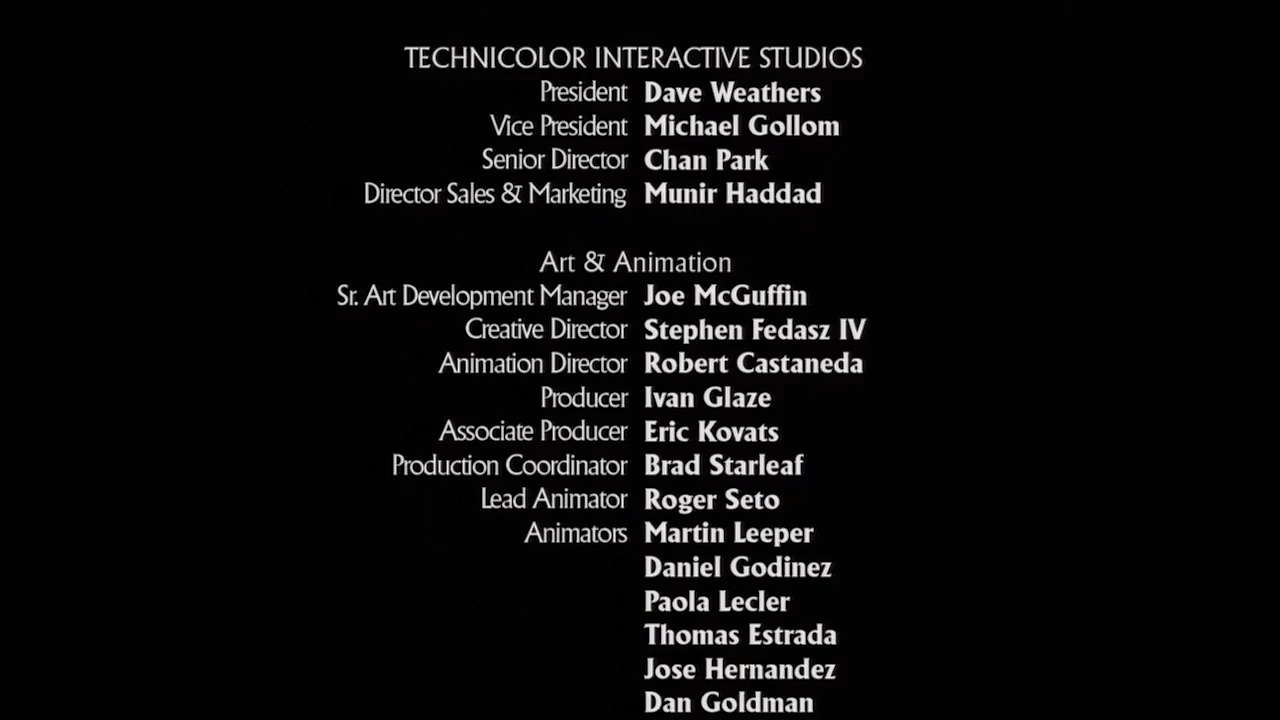 TECHNICOLOR INTERACTIVE STUDIOS
President Dave Weathers
Vice President Michael Gollom
Senior Director Chan Park
Director Sales & Marketing Munir Haddad
Art & Animation
Sr. Art Development Manager Joe McGuffin
Creative Director Stephen Fedasz IV
Animation Director Robert Castaneda
Producer Ivan Glaze
Associate Producer Eric Kovats
Production Coordinator Brad Starleaf
Lead Animator Roger Seto
Animators Martin Leeper
Daniel Godinez
Paola Lecler
Thomas Estrada
Jose Hernandez
Dan Goldman